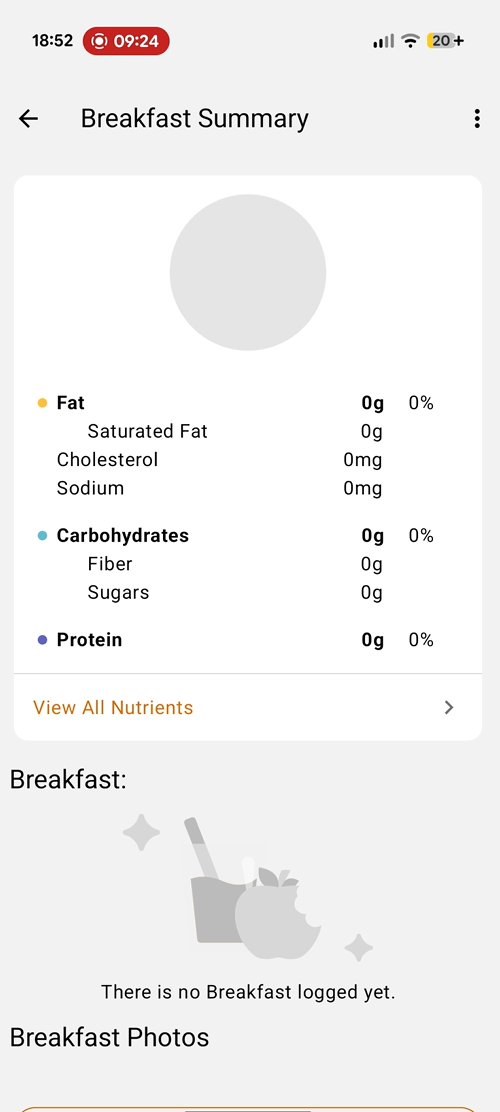 18:52 09:24 20+
Breakfast Summary
Fat 0g 0%
Saturated Fat 0g
Cholesterol 0mg
Sodium 0mg
Carbohydrates 0g 0%
Fiber 0g
Sugars 0g
Protein 0g 0%
View All Nutrients
Breakfast:
There is no Breakfast logged yet.
Breakfast Photos